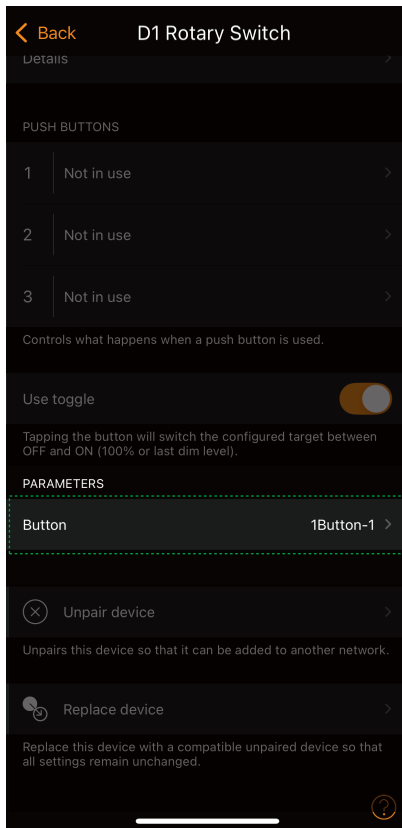 Back
D1 Rotary Switch
Details
PUSH BUTTONS
1 Not in use
2 Not in use
3 Not in use
Controls what happens when a push button is used.
Use toggle
Tapping the button will switch the configured target between
OFF and ON (100% or last dim level).
PARAMETERS
Button 1Button-1
Unpair device
Unpairs this device so that it can be added to another network.
Replace device
Replace this device with a compatible unpaired device so that
all settings remain unchanged.
?